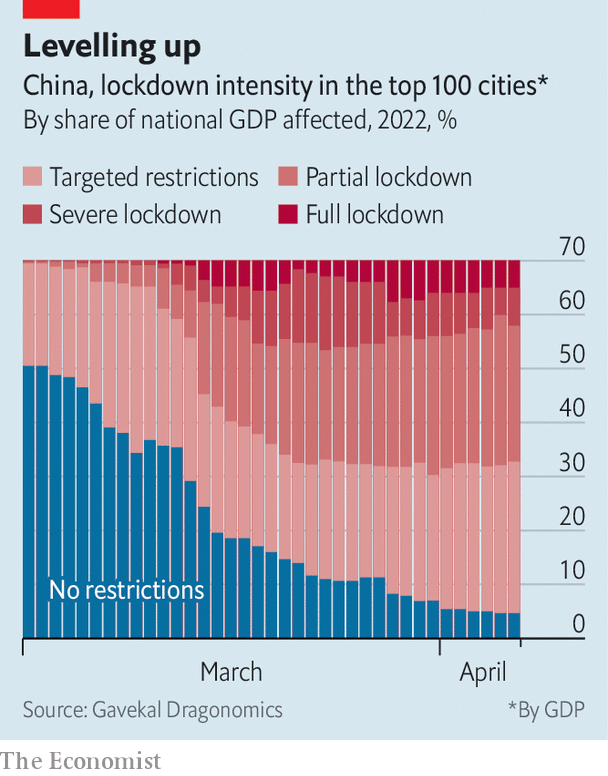 Levelling up
China, lockdown intensity in the top 100 cities*
By share of national GDP affected, 2022, %
Targeted restrictions Partial lockdown
Severe lockdown Full lockdown
70
60
50
40
30
20
10
No restrictions
0
March April
Source: Gavekal Dragonomics *By GDP
The Economist